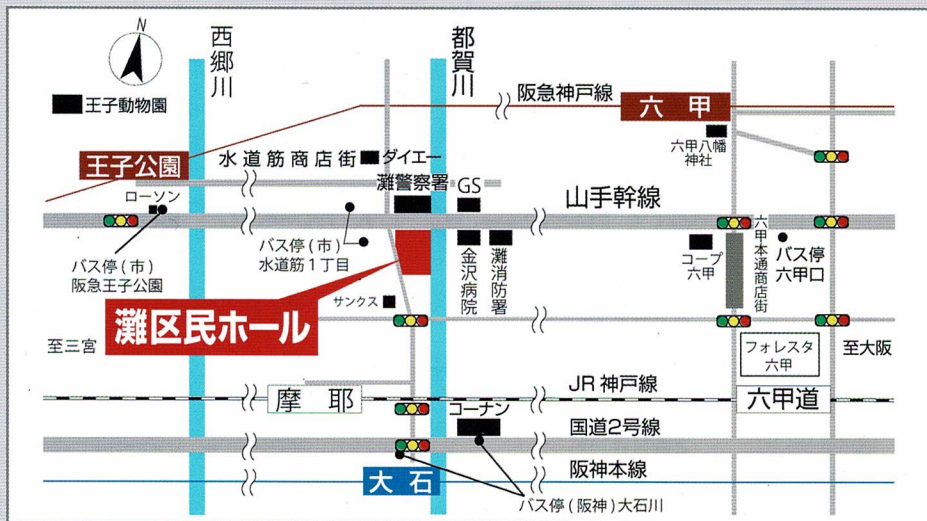 N
西郷川
都賀川
王子動物園
阪急神戸線
六甲
六甲八幡
神社
王子公園
水道筋商店街
ダイエー
灘警察署
GS
山手幹線
ローソン
バス停(市)
阪急王子公園
バス停(市)
水道筋1丁目
金沢病院
灘消防署
コープ
六甲
六甲本通商店街
バス停
六甲口
サンクス
灘区民ホール
至三宮
フォレスタ
六甲
至大阪
JR神戸線
摩耶
六甲道
コーナン
国道2号線
阪神本線
大石
バス停(阪神)大石川